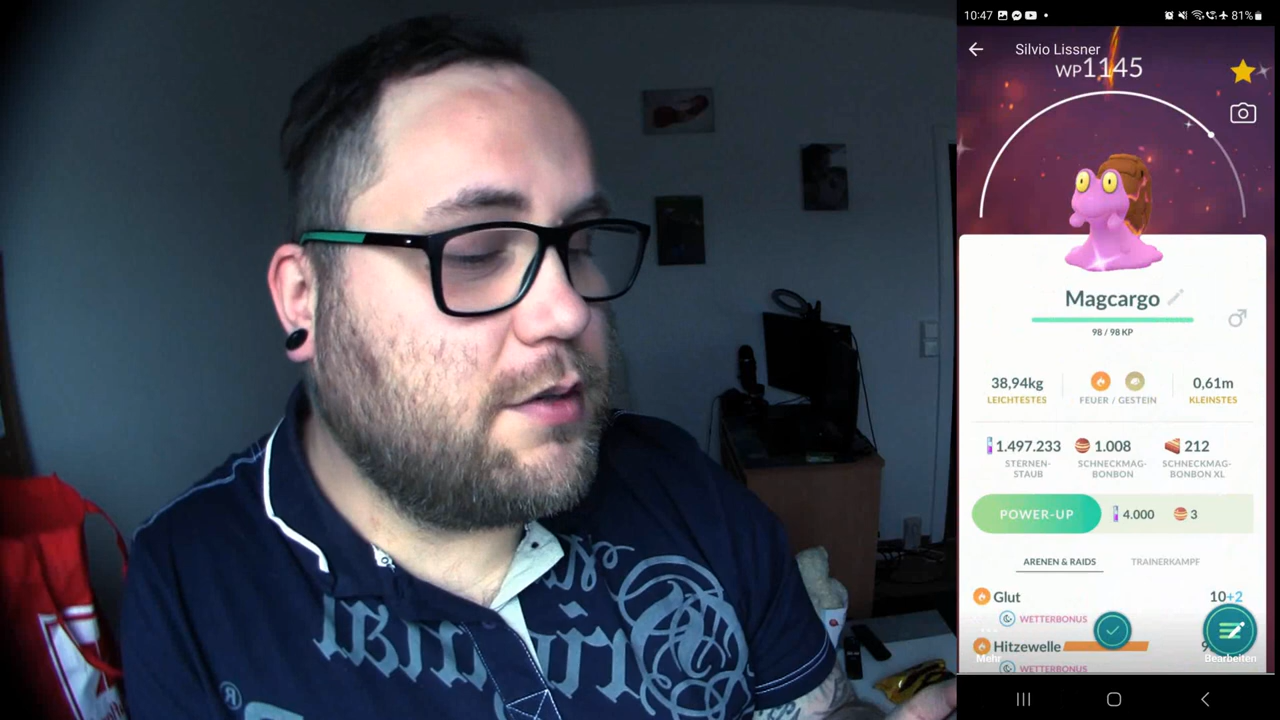 10:47
81%
Silvio Lissner
WP1145
Magcargo
98 / 98 KP
38,94kg
LEICHTESTES
FEUER / GESTEIN
0,61m
KLEINSTES
1.497.233
STERNEN-
STAUB
1.008
SCHNECKMAG-
BONBON
212
SCHNECKMAG-
BONBON XL
POWER-UP
4.000
3
ARENEN & RAIDS
TRAINERKAMPF
Glut
10+2
WETTERBONUS
Hitzewelle
Mehr
Bearbeiten
WETTERBONUS
®